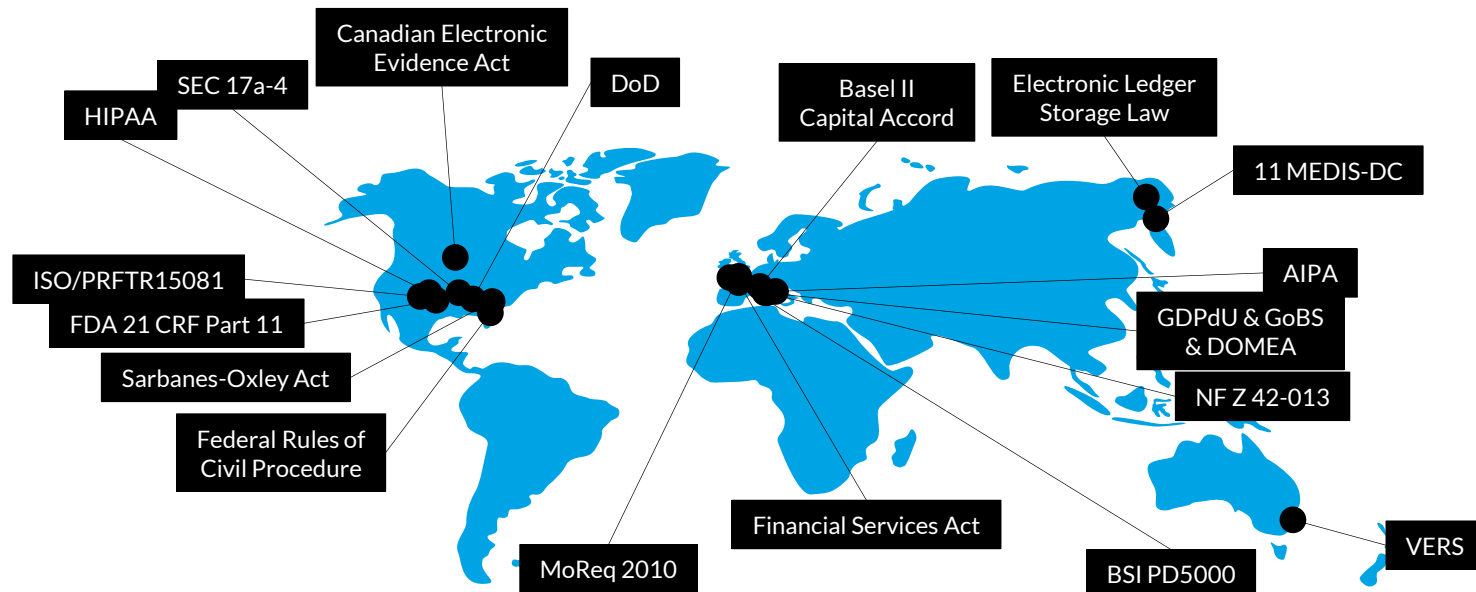 Canadian Electronic
Evidence Act
SEC 17a-4
DoD
HIPAA
Basel II
Capital Accord
Electronic Ledger
Storage Law
11 MEDIS-DC
ISO/PRFTR15081
AIPA
FDA 21 CRF Part 11
GDPdU & GoBS
& DOMEA
Sarbanes-Oxley Act
NF Z 42-013
Federal Rules of
Civil Procedure
Financial Services Act
VERS
MoReq 2010
BSI PD5000